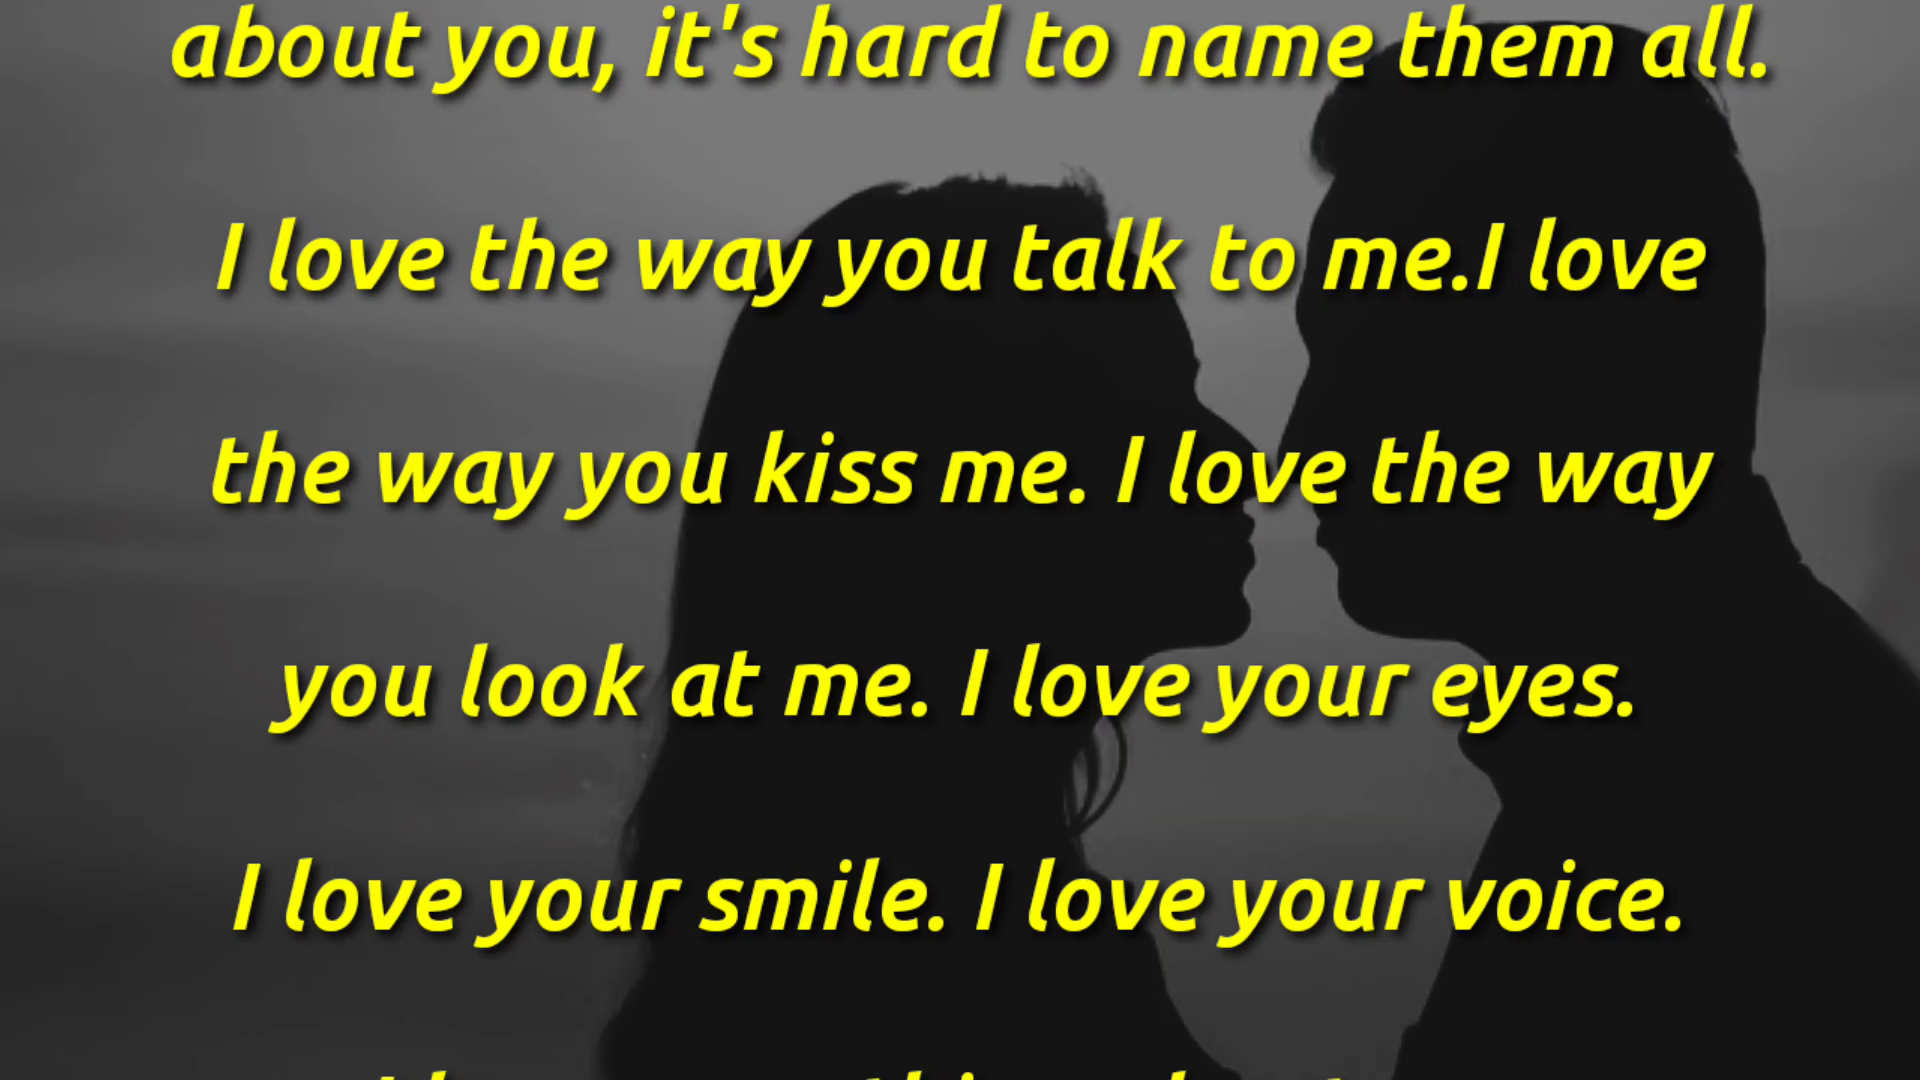 about you, it's hard to name them all.
I love the way you talk to me.I love
the way you kiss me. I love the way
you look at me. I love your eyes.
I love your smile. I love your voice.